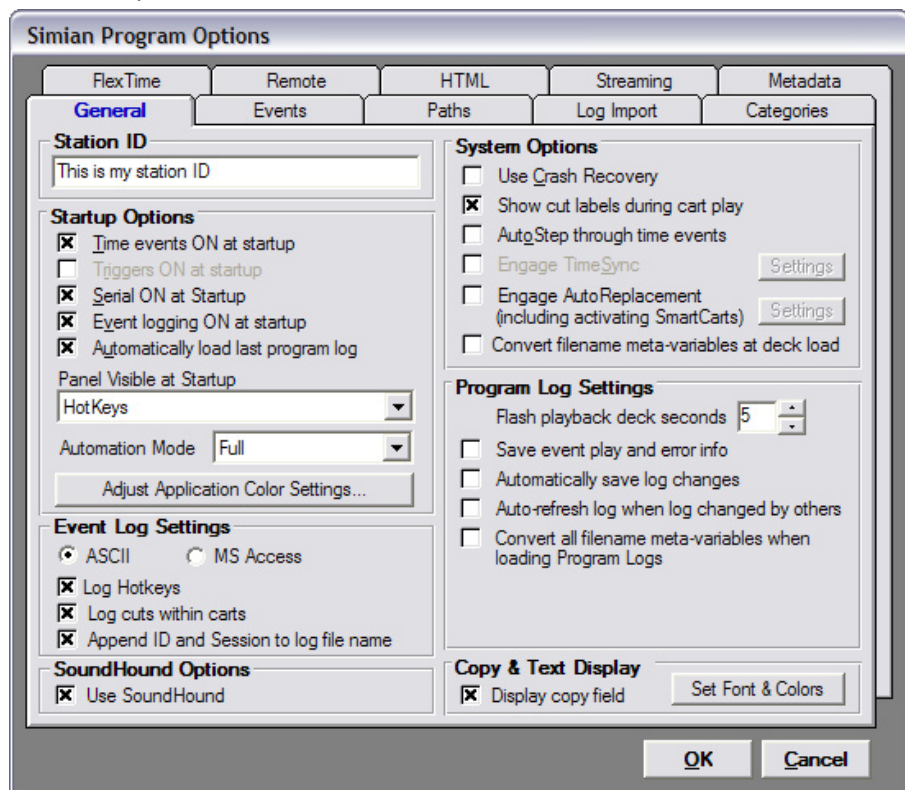 Simian Program Options
FlexTime
Remote
HTML
Streaming
Metadata
General
Events
Paths
Log Import
Categories
Station ID
This is my station ID
Startup Options
Time events ON at startup
Triggers ON at startup
Serial ON at Startup
Event logging ON at startup
Automatically load last program log
Panel Visible at Startup
HotKeys
Automation Mode
Full
Adjust Application Color Settings...
Event Log Settings
ASCII
MS Access
Log Hotkeys
Log cuts within carts
Append ID and Session to log file name
SoundHound Options
Use SoundHound
System Options
Use Crash Recovery
Show cut labels during cart play
AutoStep through time events
Engage TimeSync
Settings
Engage AutoReplacement
(including activating SmartCarts)
Settings
Convert filename meta-variables at deck load
Program Log Settings
Flash playback deck seconds
5
Save event play and error info
Automatically save log changes
Auto-refresh log when log changed by others
Convert all filename meta-variables when
loading Program Logs
Copy & Text Display
Display copy field
Set Font & Colors
OK
Cancel